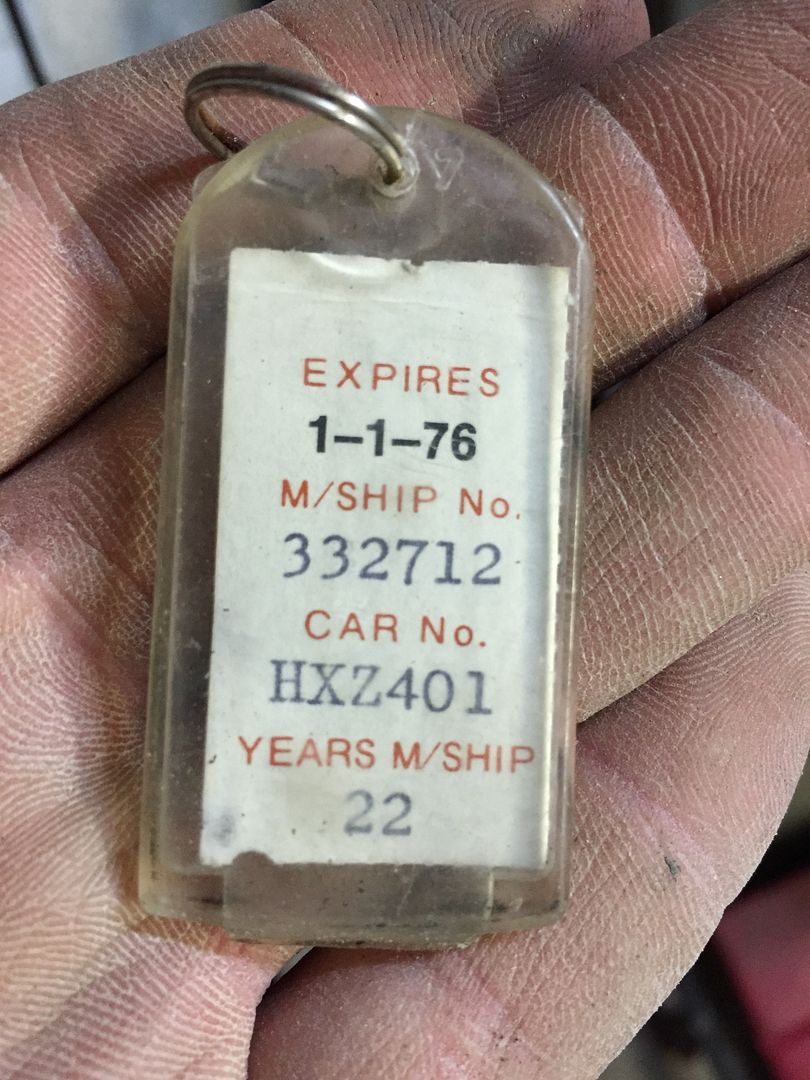 EXPIRES
1-1-76
M/SHIP No.
332712
CAR No.
HXZ401
YEARS M/SHIP
22